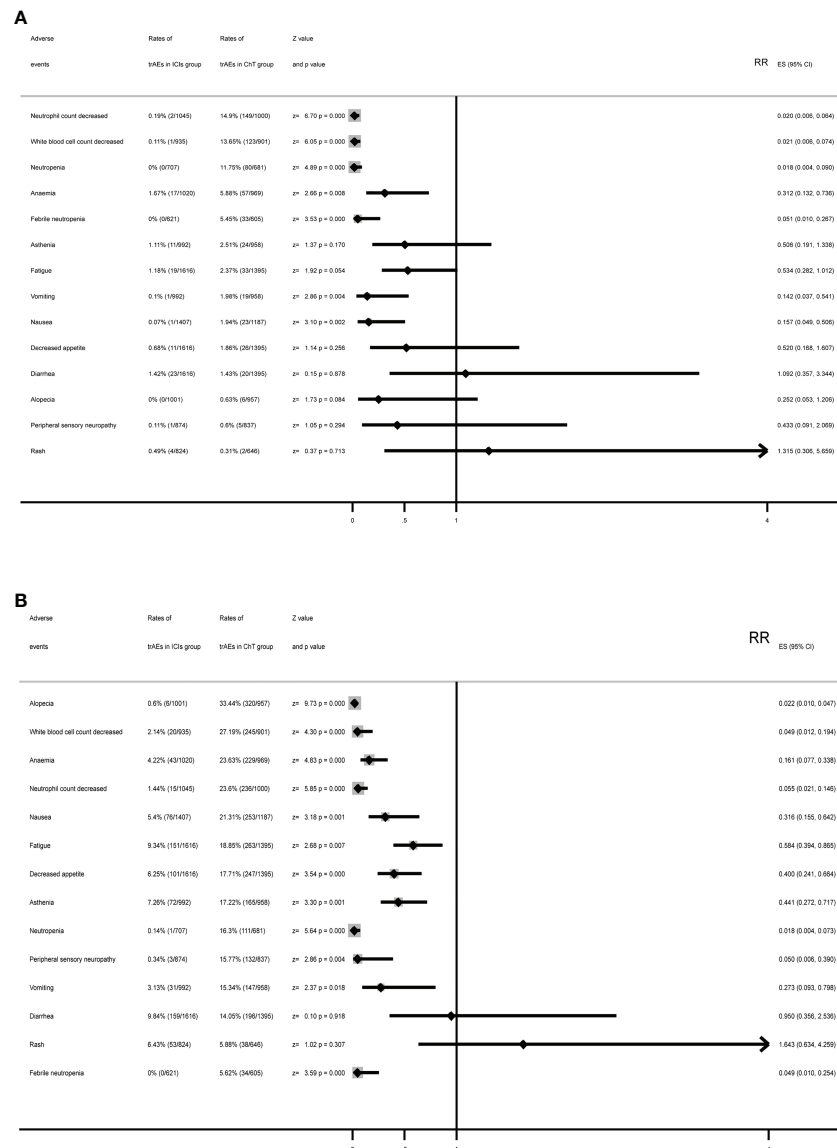 A
Adverse Rates of Rates of Z value
events trAEs in ICIs group trAEs in ChT group and p value RR ES (95% CI)
Neutrophil count decreased 0.19% (2/1045) 14.9% (149/1000) z= 6.70 p = 0.000 0.020 (0.006, 0.064)
White blood cell count decreased 0.11% (1/935) 13.65% (123/901) z= 6.05 p = 0.000 0.021 (0.006, 0.074)
Neutropenia 0% (0/707) 11.75% (80/681) z= 4.89 p = 0.000 0.018 (0.004, 0.090)
Anaemia 1.67% (17/1020) 5.88% (57/969) z= 2.66 p = 0.008 0.312 (0.132, 0.736)
Febrile neutropenia 0% (0/621) 5.45% (33/605) z= 3.53 p = 0.000 0.051 (0.010, 0.267)
Asthenia 1.11% (11/992) 2.51% (24/958) z= 1.37 p = 0.170 0.506 (0.191, 1.338)
Fatigue 1.18% (19/1616) 2.37% (33/1395) z= 1.92 p = 0.054 0.534 (0.282, 1.012)
Vomiting 0.1% (1/992) 1.98% (19/958) z= 2.86 p = 0.004 0.142 (0.037, 0.541)
Nausea 0.07% (1/1407) 1.94% (23/1187) z= 3.10 p = 0.002 0.157 (0.049, 0.506)
Decreased appetite 0.68% (11/1616) 1.86% (26/1395) z= 1.14 p = 0.256 0.520 (0.168, 1.607)
Diarrhea 1.42% (23/1616) 1.43% (20/1395) z= 0.15 p = 0.878 1.092 (0.357, 3.344)
Alopecia 0% (0/1001) 0.63% (6/957) z= 1.73 p = 0.084 0.252 (0.053, 1.206)
Peripheral sensory neuropathy 0.11% (1/874) 0.6% (5/837) z= 1.05 p = 0.294 0.433 (0.091, 2.069)
Rash 0.49% (4/824) 0.31% (2/646) z= 0.37 p = 0.713 1.315 (0.306, 5.659)
0 .5 1 4
B
Adverse Rates of Rates of Z value
events trAEs in ICIs group trAEs in ChT group and p value RR ES (95% CI)
Alopecia 0.6% (6/1001) 33.44% (320/957) z= 9.73 p = 0.000 0.022 (0.010, 0.047)
White blood cell count decreased 2.14% (20/935) 27.19% (245/901) z= 4.30 p = 0.000 0.049 (0.012, 0.194)
Anaemia 4.22% (43/1020) 23.63% (229/969) z= 4.83 p = 0.000 0.161 (0.077, 0.338)
Neutrophil count decreased 1.44% (15/1045) 23.6% (236/1000) z= 5.85 p = 0.000 0.055 (0.021, 0.146)
Nausea 5.4% (76/1407) 21.31% (253/1187) z= 3.18 p = 0.001 0.316 (0.155, 0.642)
Fatigue 9.34% (151/1616) 18.85% (263/1395) z= 2.68 p = 0.007 0.584 (0.394, 0.865)
Decreased appetite 6.25% (101/1616) 17.71% (247/1395) z= 3.54 p = 0.000 0.400 (0.241, 0.664)
Asthenia 7.26% (72/992) 17.22% (165/958) z= 3.30 p = 0.001 0.441 (0.272, 0.717)
Neutropenia 0.14% (1/707) 16.3% (111/681) z= 5.64 p = 0.000 0.018 (0.004, 0.073)
Peripheral sensory neuropathy 0.34% (3/874) 15.77% (132/837) z= 2.86 p = 0.004 0.050 (0.006, 0.390)
Vomiting 3.13% (31/992) 15.34% (147/958) z= 2.37 p = 0.018 0.273 (0.093, 0.798)
Diarrhea 9.84% (159/1616) 14.05% (196/1395) z= 0.10 p = 0.918 0.950 (0.356, 2.536)
Rash 6.43% (53/824) 5.88% (38/646) z= 1.02 p = 0.307 1.643 (0.634, 4.259)
Febrile neutropenia 0% (0/621) 5.62% (34/605) z= 3.59 p = 0.000 0.049 (0.010, 0.254)